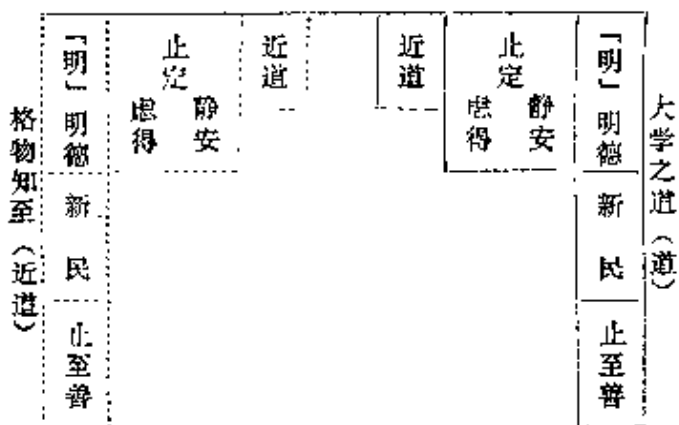 大学之道（道）
「明」明德
新民
止至善
止定
静安
虑得
近道
近道
止定
静安
虑得
「明」明德
新民
止至善
格物知至（近道）